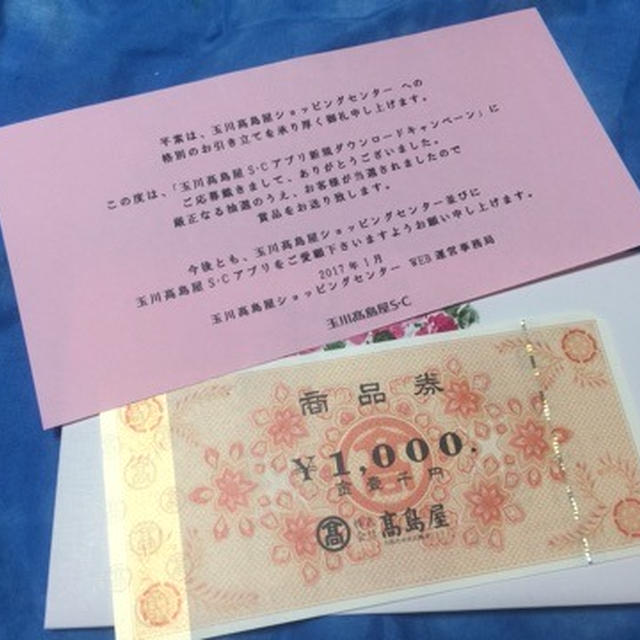 平素は、玉川髙島屋ショッピングセンター への
格別のお引き立てを承り厚く御礼申し上げます。
この度は、「玉川髙島屋S・Cアプリ新規ダウンロードキャンペーン」に
ご応募戴きまして、ありがとうございました。
厳正なる抽選のうえ、お客様が当選されましたので
賞品をお送り致します。
今後とも、玉川髙島屋ショッピングセンター並びに
玉川髙島屋S・Cアプリをご愛顧下さいますようお願い申し上げます。
2017年1月
玉川髙島屋ショッピングセンター WEB運営事務局
玉川髙島屋S・C
商品券
¥1,000.
金壹千円
髙 株式会社 髙島屋